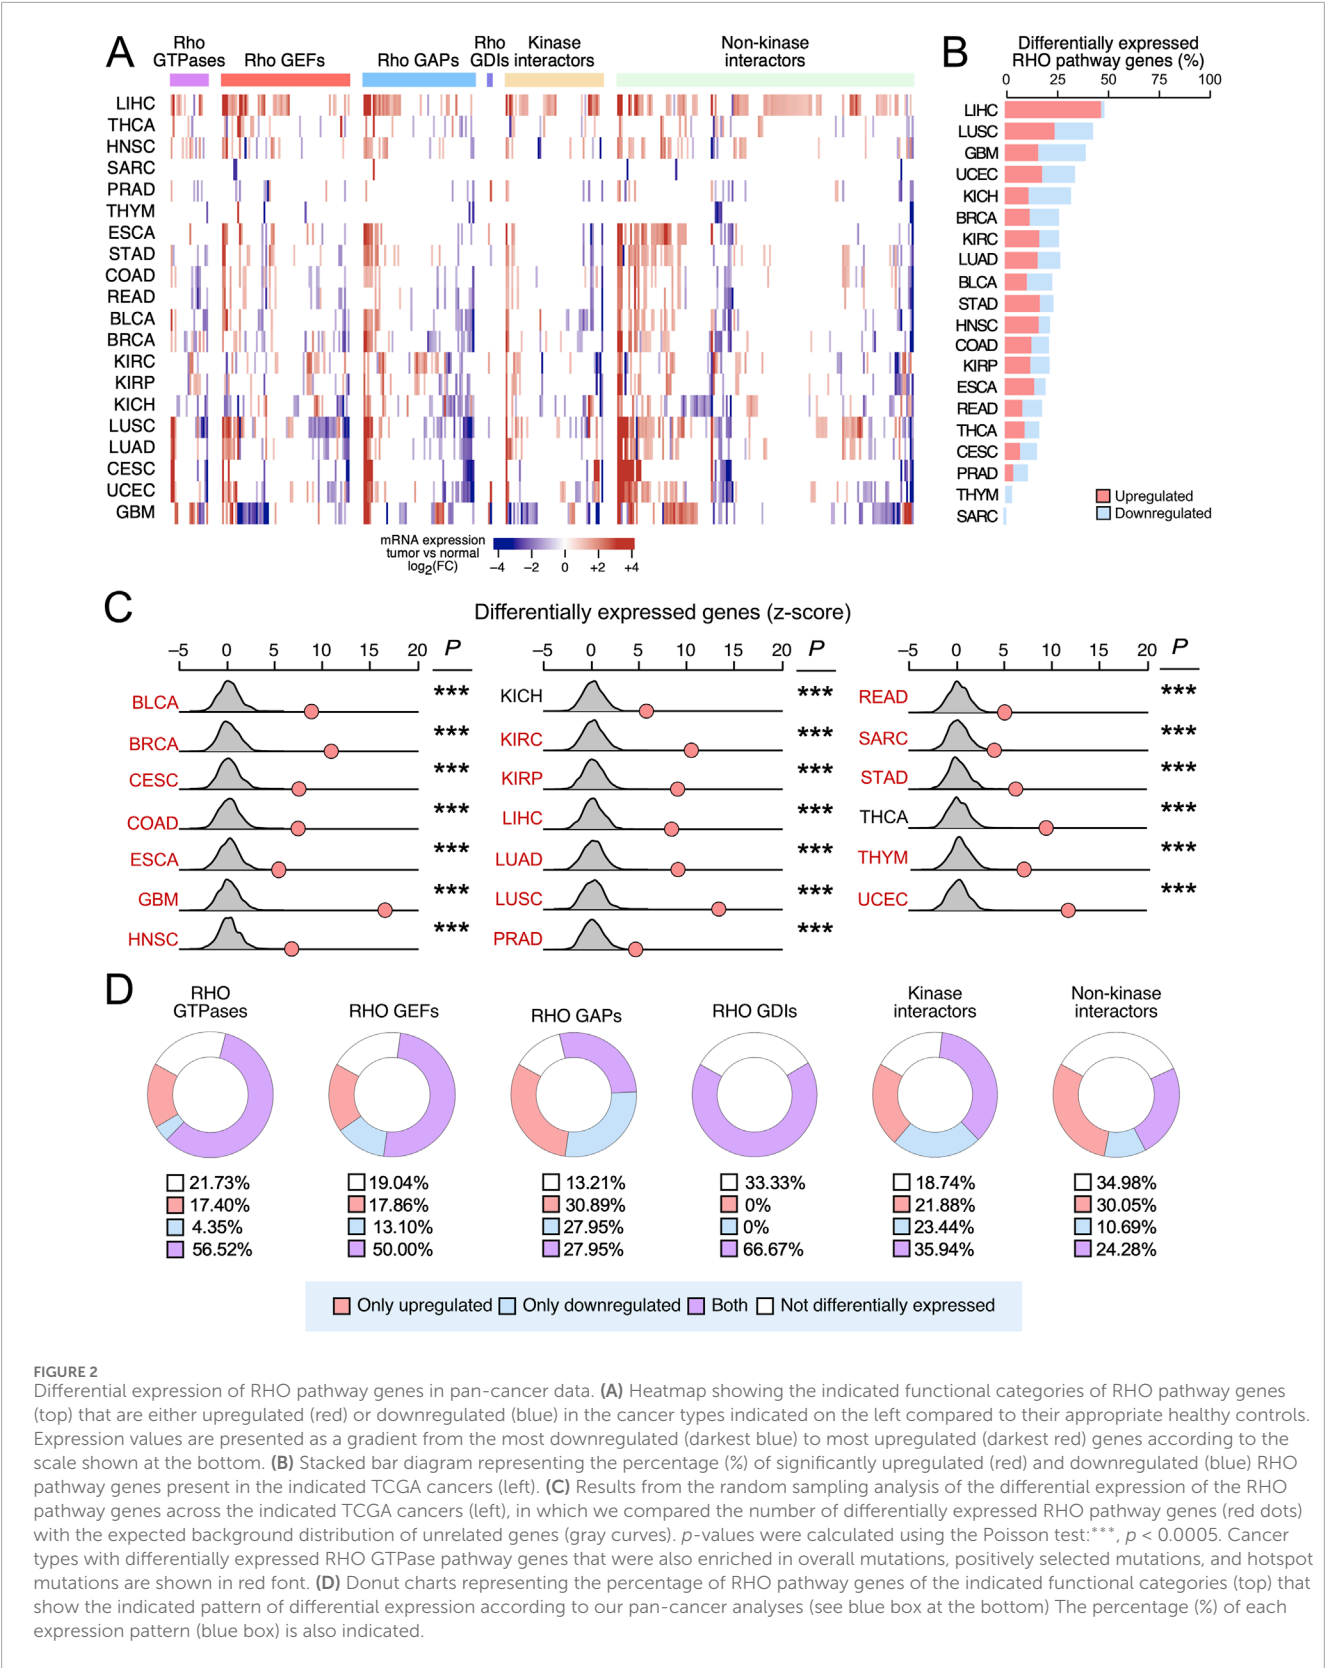 A
Rho
GTPases
Rho GEFs
Rho GAPs
Rho
GDIs
Kinase
interactors
Non-kinase
interactors
LIHC
THCA
HNSC
SARC
PRAD
THYM
ESCA
STAD
COAD
READ
BLCA
BRCA
KIRC
KIRP
KICH
LUSC
LUAD
CESC
UCEC
GBM
mRNA expression
tumor vs normal
log2(FC)
−4 −2 0 +2 +4
B
Differentially expressed
RHO pathway genes (%)
0 25 50 75 100
LIHC
LUSC
GBM
UCEC
KICH
BRCA
KIRC
LUAD
BLCA
STAD
HNSC
COAD
KIRP
ESCA
READ
THCA
CESC
PRAD
THYM
SARC
Upregulated
Downregulated
C
Differentially expressed genes (z-score)
−5 0 5 10 15 20 P
BLCA ***
BRCA ***
CESC ***
COAD ***
ESCA ***
GBM ***
HNSC ***
−5 0 5 10 15 20 P
KICH ***
KIRC ***
KIRP ***
LIHC ***
LUAD ***
LUSC ***
PRAD ***
−5 0 5 10 15 20 P
READ ***
SARC ***
STAD ***
THCA ***
THYM ***
UCEC ***
D
RHO
GTPases
21.73%
17.40%
4.35%
56.52%
RHO GEFs
19.04%
17.86%
13.10%
50.00%
RHO GAPs
13.21%
30.89%
27.95%
27.95%
RHO GDIs
33.33%
0%
0%
66.67%
Kinase
interactors
18.74%
21.88%
23.44%
35.94%
Non-kinase
interactors
34.98%
30.05%
10.69%
24.28%
Only upregulated Only downregulated Both Not differentially expressed
FIGURE 2
Differential expression of RHO pathway genes in pan-cancer data. (A) Heatmap showing the indicated functional categories of RHO pathway genes
(top) that are either upregulated (red) or downregulated (blue) in the cancer types indicated on the left compared to their appropriate healthy controls.
Expression values are presented as a gradient from the most downregulated (darkest blue) to most upregulated (darkest red) genes according to the
scale shown at the bottom. (B) Stacked bar diagram representing the percentage (%) of significantly upregulated (red) and downregulated (blue) RHO
pathway genes present in the indicated TCGA cancers (left). (C) Results from the random sampling analysis of the differential expression of the RHO
pathway genes across the indicated TCGA cancers (left), in which we compared the number of differentially expressed RHO pathway genes (red dots)
with the expected background distribution of unrelated genes (gray curves). p-values were calculated using the Poisson test:***, p < 0.0005. Cancer
types with differentially expressed RHO GTPase pathway genes that were also enriched in overall mutations, positively selected mutations, and hotspot
mutations are shown in red font. (D) Donut charts representing the percentage of RHO pathway genes of the indicated functional categories (top) that
show the indicated pattern of differential expression according to our pan-cancer analyses (see blue box at the bottom) The percentage (%) of each
expression pattern (blue box) is also indicated.